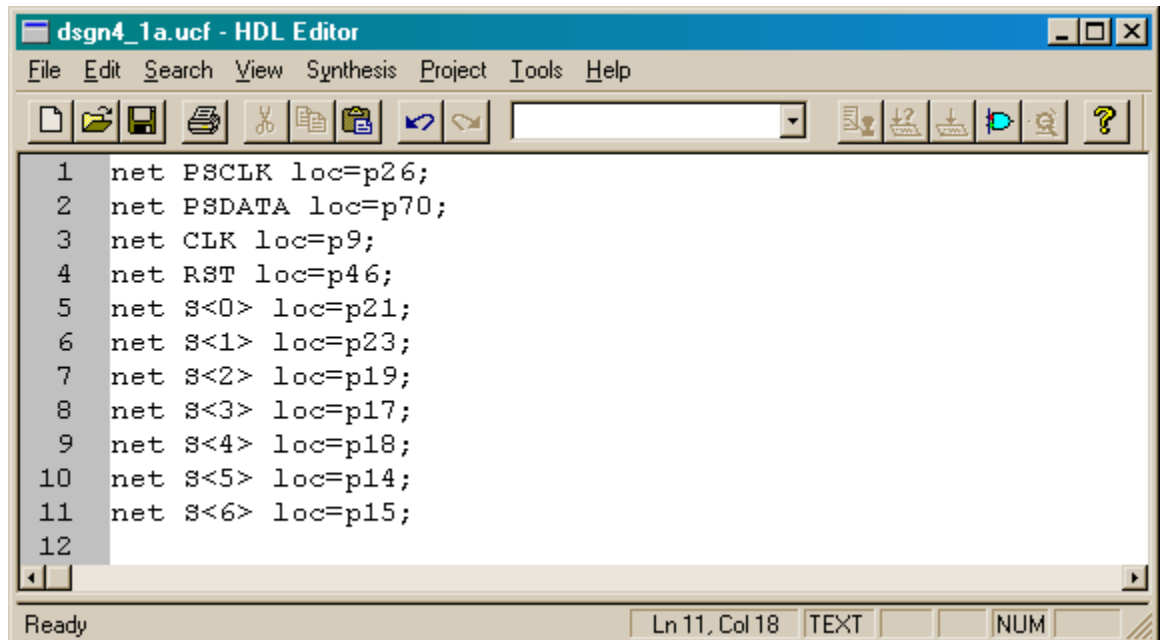 dsgn4_1a.ucf - HDL Editor
File Edit Search View Synthesis Project Tools Help
1 net PSCLK loc=p26;
2 net PSDATA loc=p70;
3 net CLK loc=p9;
4 net RST loc=p46;
5 net S<0> loc=p21;
6 net S<1> loc=p23;
7 net S<2> loc=p19;
8 net S<3> loc=p17;
9 net S<4> loc=p18;
10 net S<5> loc=p14;
11 net S<6> loc=p15;
12
Ready Ln 11, Col 18 TEXT NUM